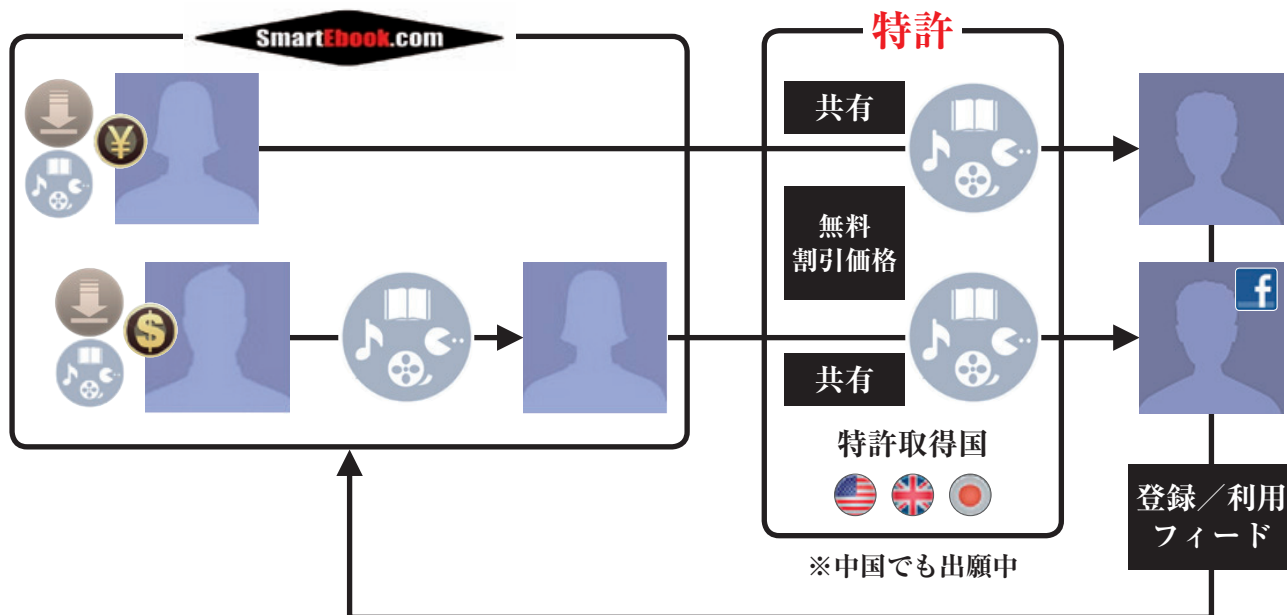 SmartEbook.com
特許
共有
¥
無料
割引価格
f
$
共有
特許取得国
登録／利用
フィード
※中国でも出願中